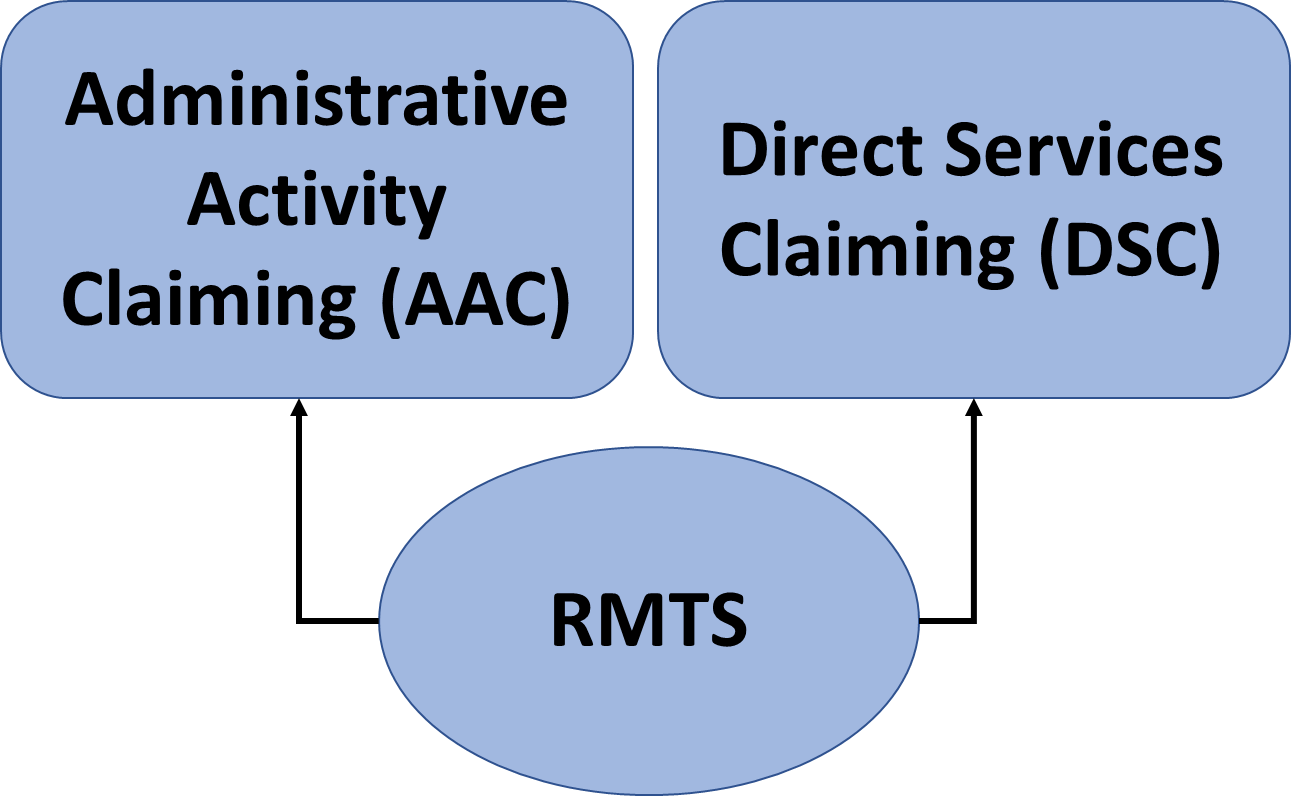 Administrative
Activity
Claiming (AAC)
Direct Services
Claiming (DSC)
RMTS